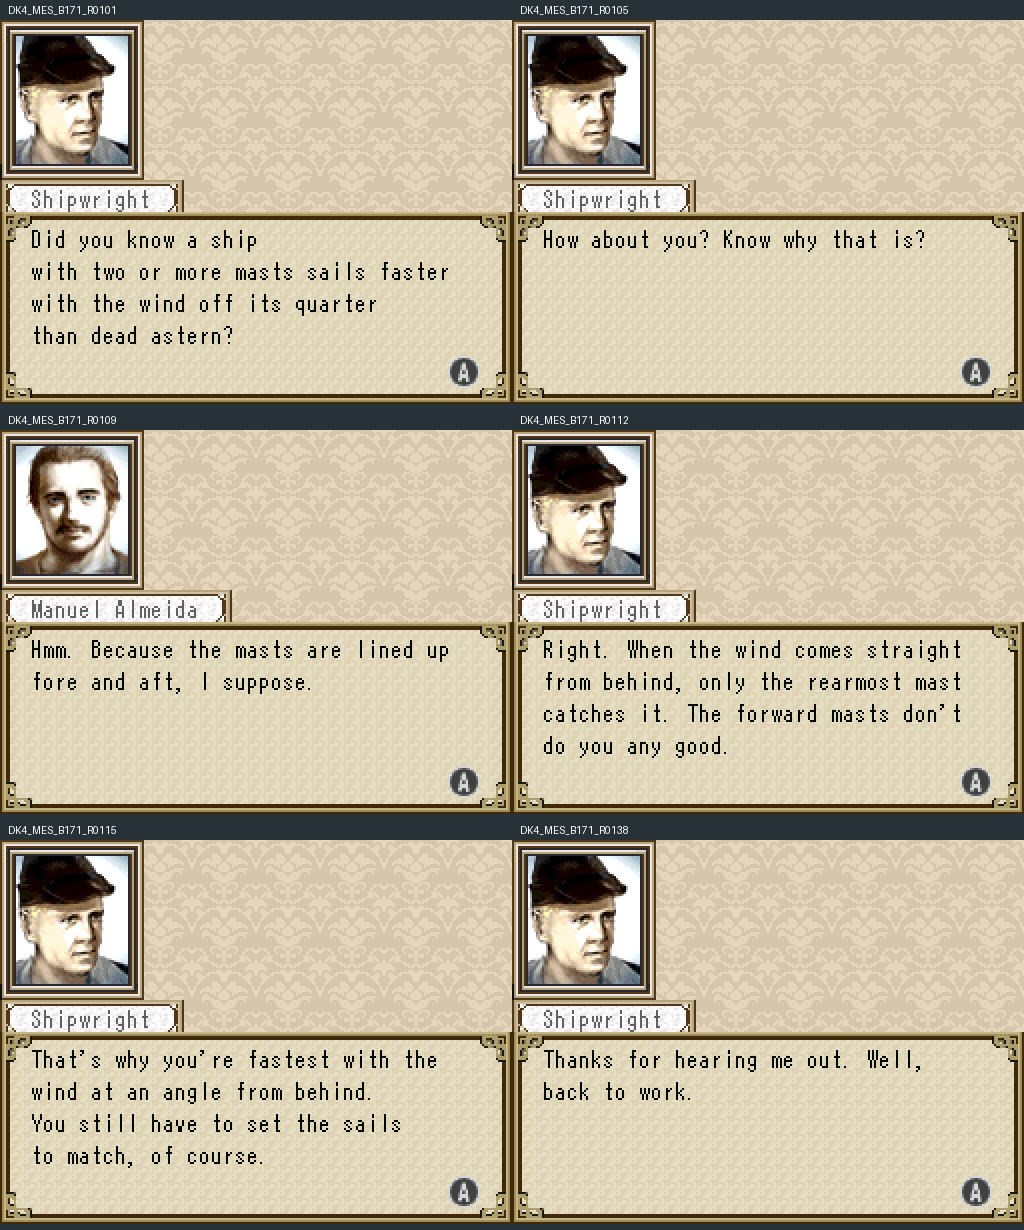 DK4_MES_B171_R0101
Shipwright
Did you know a ship
with two or more masts sails faster
with the wind off its quarter
than dead astern?
A
DK4_MES_B171_R0105
Shipwright
How about you? Know why that is?
A
DK4_MES_B171_R0109
Manuel Almeida
Hmm. Because the masts are lined up
fore and aft, I suppose.
A
DK4_MES_B171_R0112
Shipwright
Right. When the wind comes straight
from behind, only the rearmost mast
catches it. The forward masts don't
do you any good.
A
DK4_MES_B171_R0115
Shipwright
That's why you're fastest with the
wind at an angle from behind.
You still have to set the sails
to match, of course.
A
DK4_MES_B171_R0138
Shipwright
Thanks for hearing me out. Well,
back to work.
A